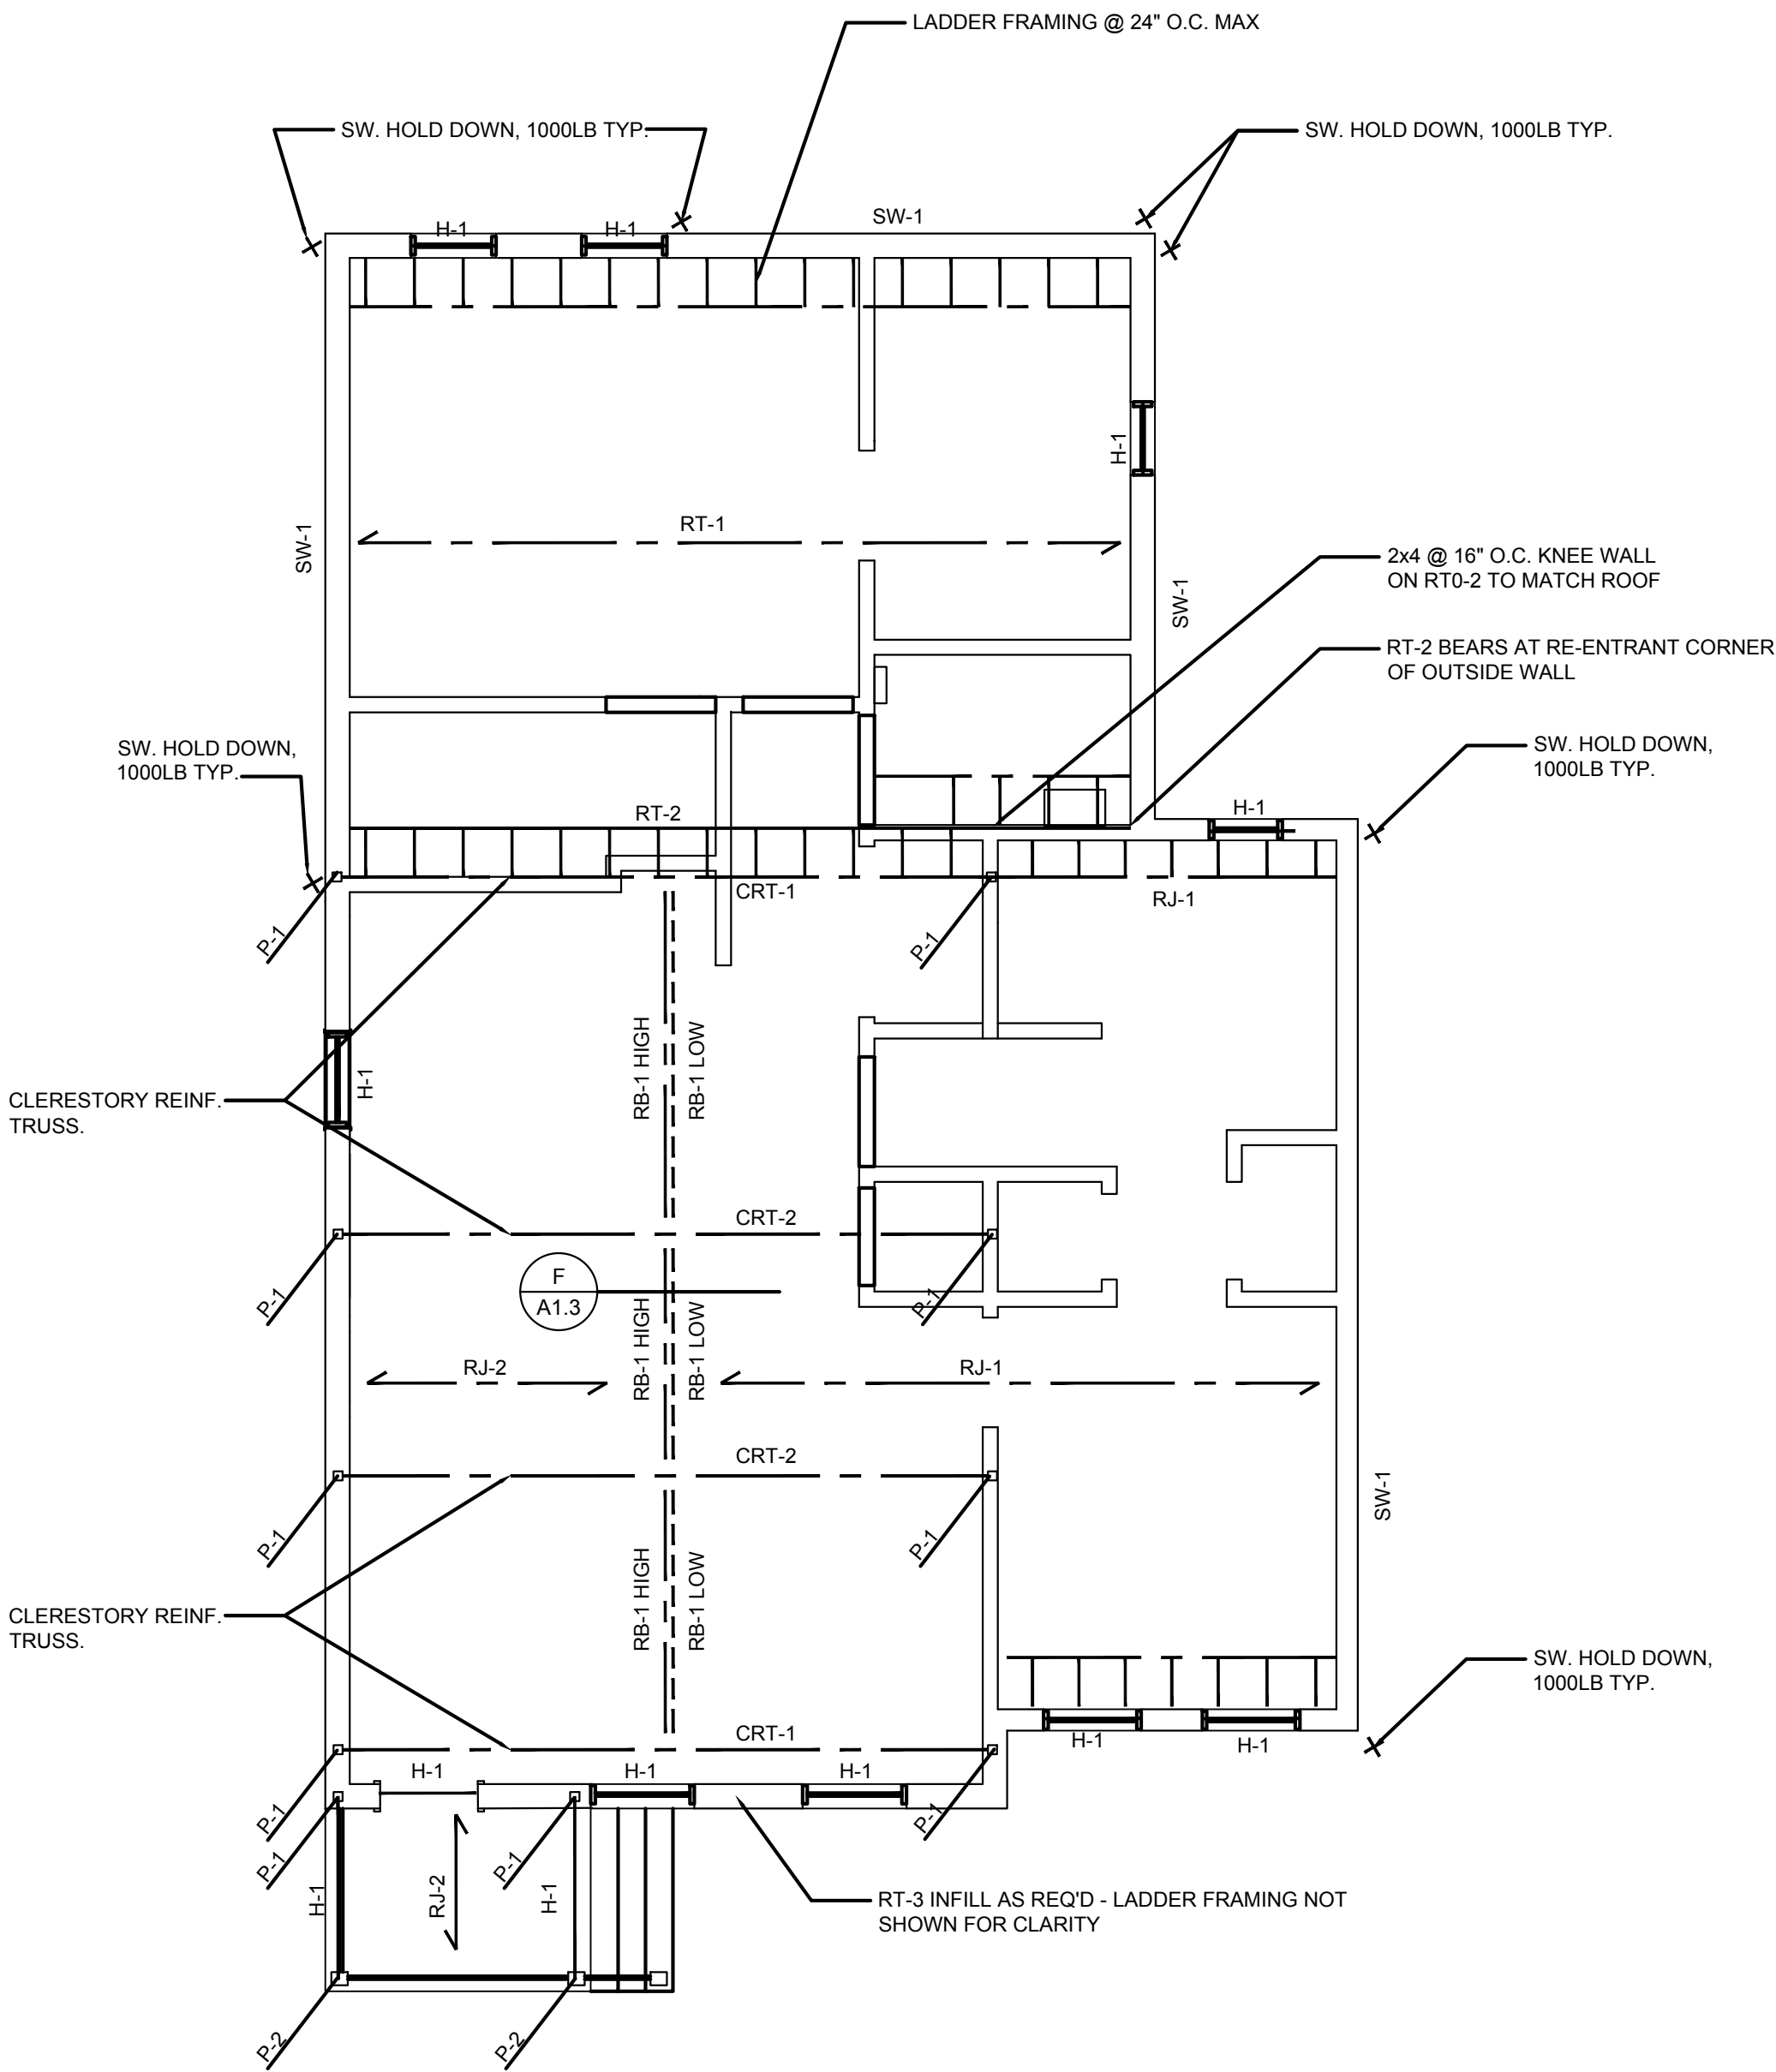 LADDER FRAMING @ 24" O.C. MAX
SW. HOLD DOWN, 1000LB TYP.
SW. HOLD DOWN, 1000LB TYP.
SW-1
H-1
H-1
H-1
RT-1
SW-1
SW-1
2x4 @ 16" O.C. KNEE WALL
ON RT0-2 TO MATCH ROOF
RT-2 BEARS AT RE-ENTRANT CORNER
OF OUTSIDE WALL
SW. HOLD DOWN,
1000LB TYP.
SW. HOLD DOWN,
1000LB TYP.
RT-2
H-1
CRT-1
RJ-1
P-1
P-1
RB-1 HIGH
RB-1 LOW
H-1
CLERESTORY REINF.
TRUSS.
CRT-2
P-1
P-1
F
A1.3
RB-1 HIGH
RB-1 LOW
RJ-2
RJ-1
CRT-2
SW-1
P-1
P-1
RB-1 HIGH
RB-1 LOW
CLERESTORY REINF.
TRUSS.
SW. HOLD DOWN,
1000LB TYP.
CRT-1
H-1
H-1
H-1
H-1
H-1
P-1
P-1
P-1
P-1
H-1
RJ-2
H-1
RT-3 INFILL AS REQ'D - LADDER FRAMING NOT
SHOWN FOR CLARITY
P-2
P-2